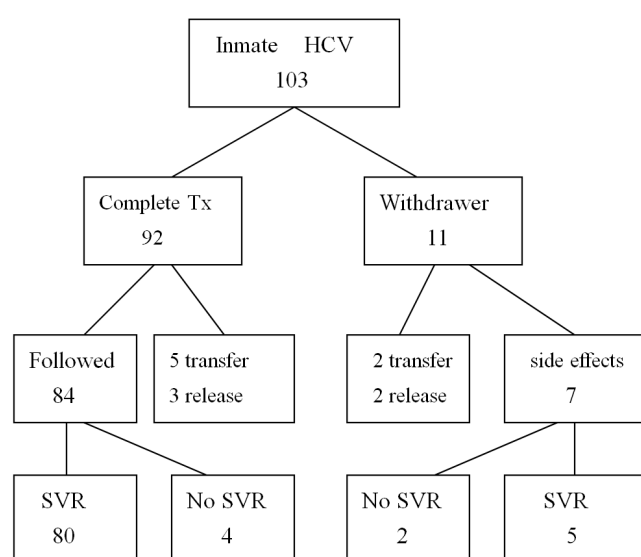 Inmate HCV
103
Complete Tx
92
Withdrawer
11
Followed
84
5 transfer
3 release
2 transfer
2 release
side effects
7
SVR
80
No SVR
4
No SVR
2
SVR
5